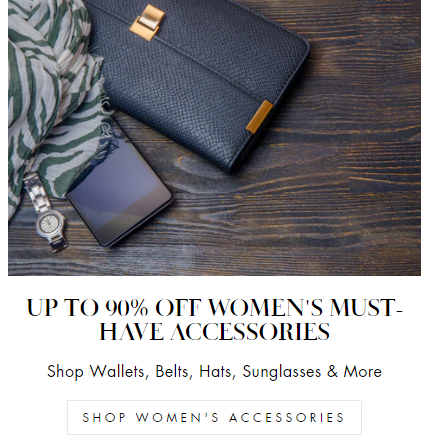 UP TO 90% OFF WOMEN'S MUST-
HAVE ACCESSORIES
Shop Wallets, Belts, Hats, Sunglasses & More
SHOP WOMEN'S ACCESSORIES